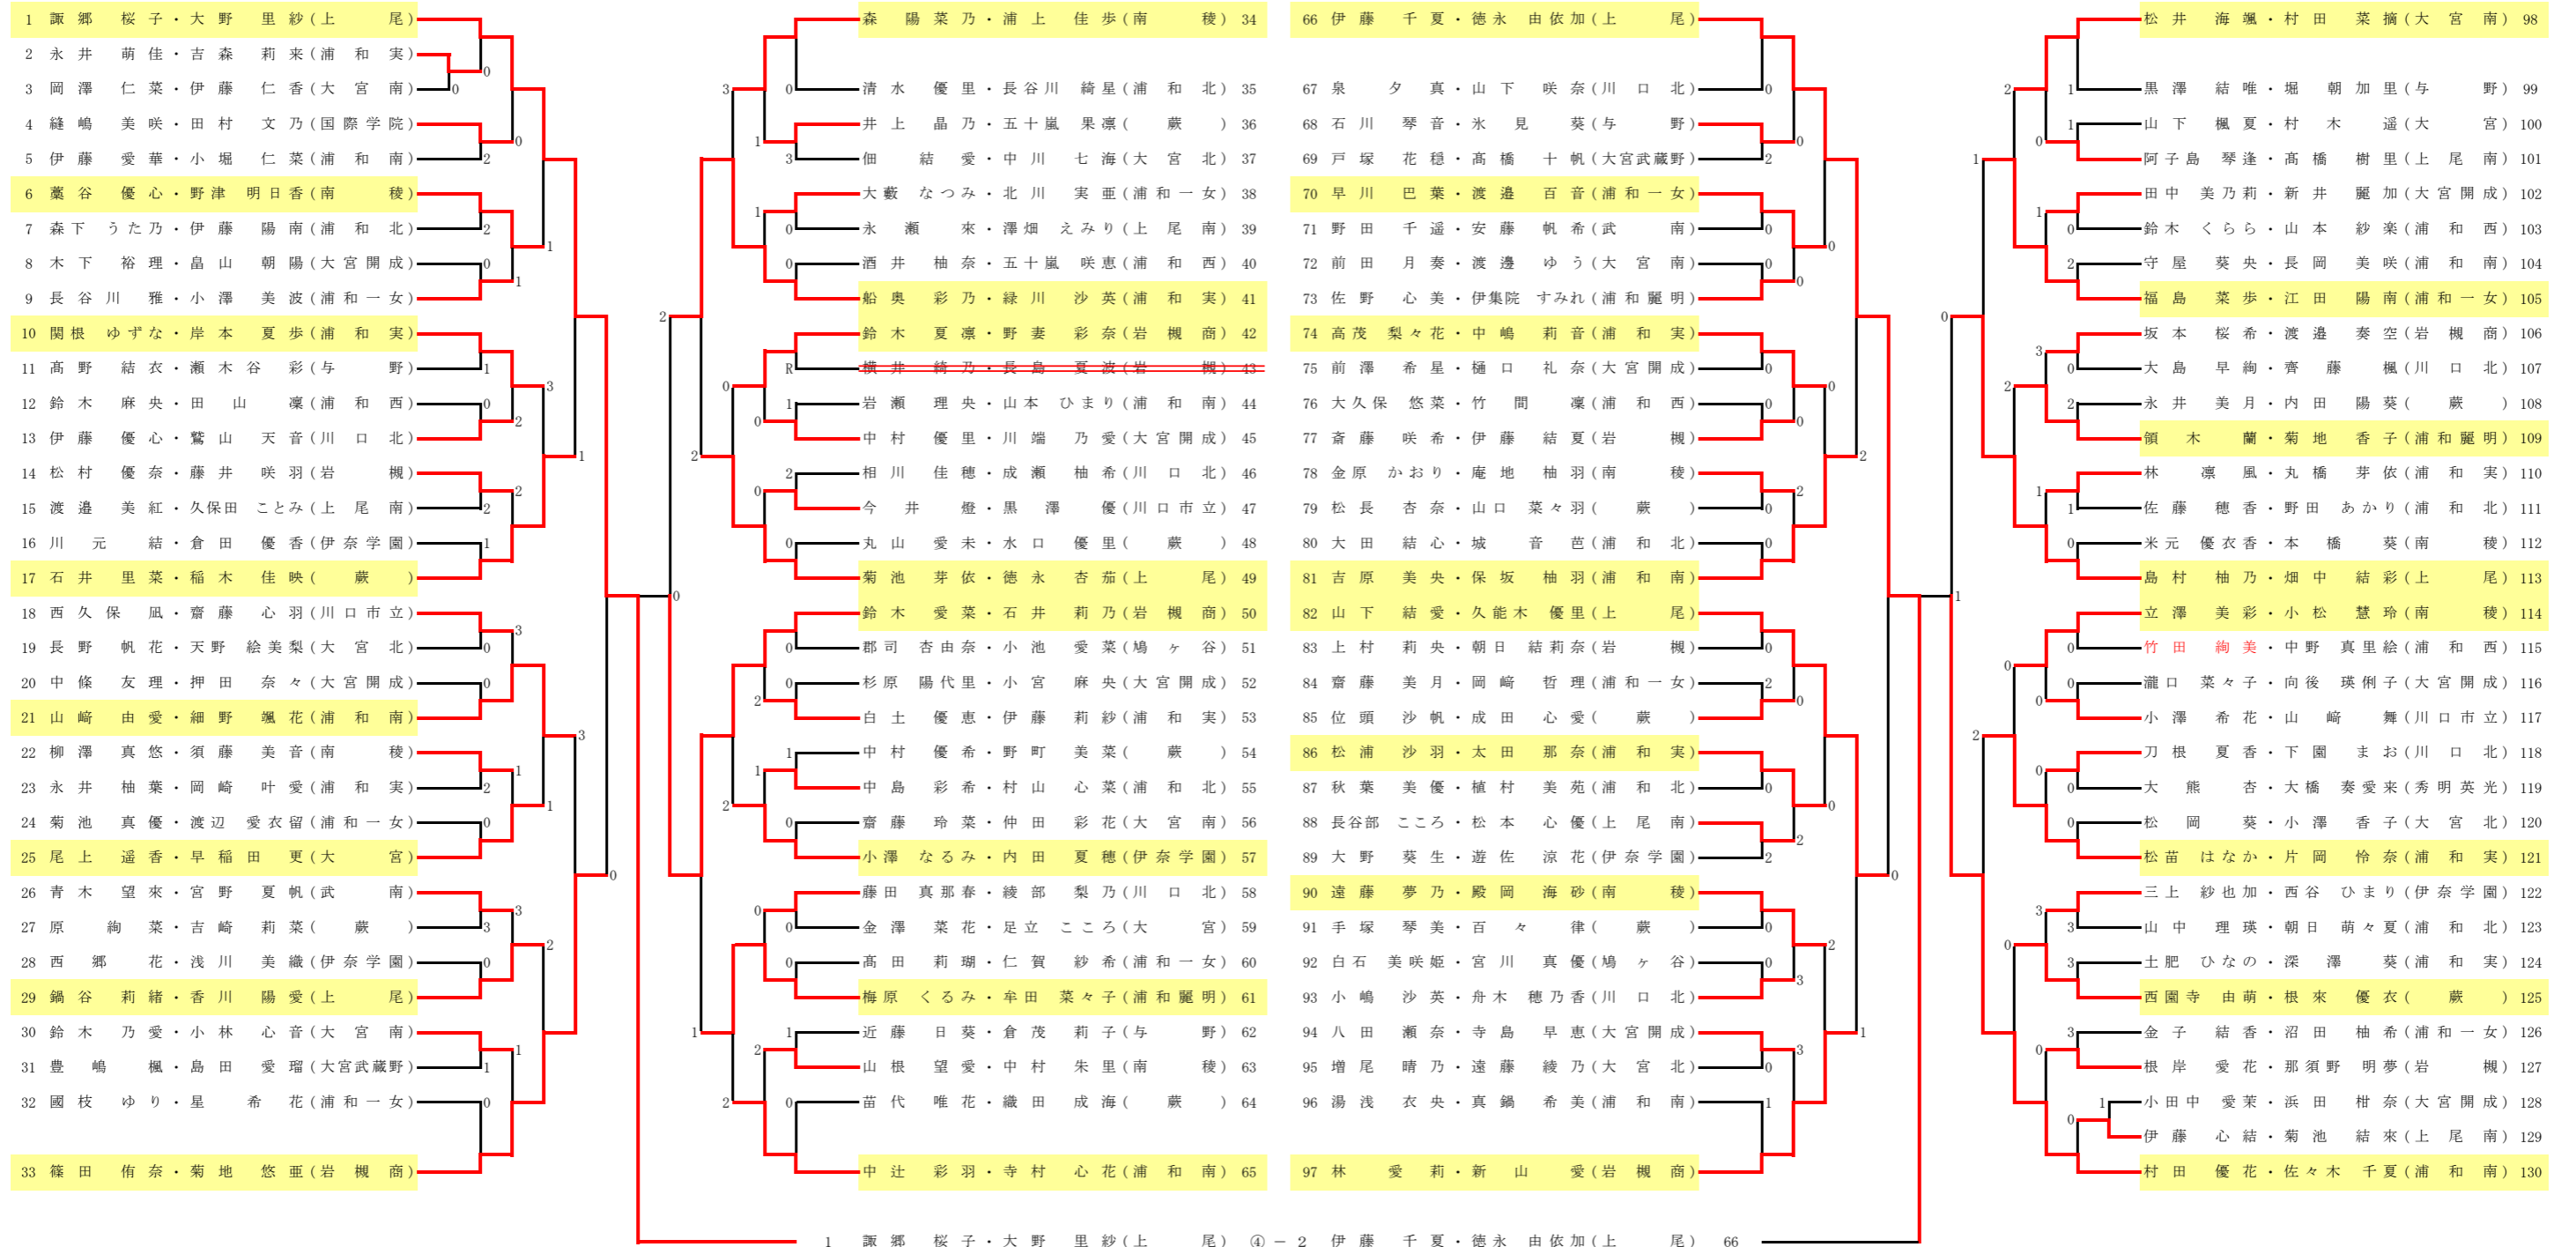 1 諏郷 桜子・大野 里紗(上尾)
2 永井 萌佳・吉森 莉来(浦和実)
3 岡澤 仁菜・伊藤 仁香(大宮南)
4 縫嶋 美咲・田村 文乃(国際学院)
5 伊藤 愛華・小堀 仁菜(浦和南)
6 藁谷 優心・野津 明日香(南稜)
7 森下 うた乃・伊藤 陽南(浦和北)
8 木下 裕理・畠山 朝陽(大宮開成)
9 長谷川 雅・小澤 美波(浦和一女)
10 関根 ゆずな・岸本 夏歩(浦和実)
11 髙野 結衣・瀬木谷 彩(与野)
12 鈴木 麻央・田山 凜(浦和西)
13 伊藤 優心・鷲山 天音(川口北)
14 松村 優奈・藤井 咲羽(岩槻)
15 渡邉 美紅・久保田 ことみ(上尾南)
16 川元 結・倉田 優香(伊奈学園)
17 石井 里菜・稲木 佳映(蕨)
18 西久保 凪・齋藤 心羽(川口市立)
19 長野 帆花・天野 絵美梨(大宮北)
20 中條 友理・押田 奈々(大宮開成)
21 山﨑 由愛・細野 颯花(浦和南)
22 柳澤 真悠・須藤 美音(南稜)
23 永井 柚葉・岡崎 叶愛(浦和実)
24 菊池 真優・渡辺 愛衣留(浦和一女)
25 尾上 遥香・早稲田 更(大宮)
26 青木 望来・宮野 夏帆(武南)
27 原 絢菜・吉崎 莉菜(蕨)
28 西郷 花・浅川 美織(伊奈学園)
29 鍋谷 莉緒・香川 陽愛(上尾)
30 鈴木 乃愛・小林 心音(大宮南)
31 豊嶋 楓・島田 愛瑠(大宮武蔵野)
32 國枝 ゆり・星 希花(浦和一女)
33 篠田 侑奈・菊地 悠亜(岩槻商)
森 陽菜乃・浦上 佳歩(南稜) 34
清水 優里・長谷川 綺星(浦和北) 35
井上 晶乃・五十嵐 果凛(蕨) 36
佃 結愛・中川 七海(大宮北) 37
大藪 なつみ・北川 実亜(浦和一女) 38
永瀬 來・澤畑 えみり(上尾南) 39
酒井 柚奈・五十嵐 咲恵(浦和西) 40
船奥 彩乃・緑川 沙英(浦和実) 41
鈴木 夏凛・野妻 彩奈(岩槻商) 42
横井 綺乃・長島 夏波(岩槻) 43
岩瀬 理央・山本 ひまり(浦和南) 44
中村 優里・川端 乃愛(大宮開成) 45
相川 佳穂・成瀬 柚希(川口北) 46
今井 燈・黒澤 優(川口市立) 47
丸山 愛未・水口 優里(蕨) 48
菊池 芽依・徳永 杏茄(上尾) 49
鈴木 愛菜・石井 莉乃(岩槻商) 50
郡司 杏由奈・小池 愛菜(鳩ヶ谷) 51
杉原 陽代里・小宮 麻央(大宮開成) 52
白土 優恵・伊藤 莉紗(浦和実) 53
中村 優希・野町 美菜(蕨) 54
中島 彩希・村山 心菜(浦和北) 55
齋藤 玲菜・仲田 彩花(大宮南) 56
小澤 なるみ・内田 夏穂(伊奈学園) 57
藤田 真那春・綾部 梨乃(川口北) 58
金澤 菜花・足立 こころ(大宮) 59
髙田 莉瑚・仁賀 紗希(浦和一女) 60
梅原 くるみ・牟田 菜々子(浦和麗明) 61
近藤 日葵・倉茂 莉子(与野) 62
山根 望愛・中村 朱里(南稜) 63
苗代 唯花・織田 成海(蕨) 64
中辻 彩羽・寺村 心花(浦和南) 65
66 伊藤 千夏・徳永 由依加(上尾)
67 泉 夕真・山下 咲奈(川口北)
68 石川 琴音・氷見 葵(与野)
69 戸塚 花穏・髙橋 十帆(大宮武蔵野)
70 早川 巴葉・渡邉 百音(浦和一女)
71 野田 千遥・安藤 帆希(武南)
72 前田 月奏・渡邊 ゆう(大宮南)
73 佐野 心美・伊集院 すみれ(浦和麗明)
74 高茂 梨々花・中嶋 莉音(浦和実)
75 前澤 希星・樋口 礼奈(大宮開成)
76 大久保 悠菜・竹間 凜(浦和西)
77 斎藤 咲希・伊藤 結夏(岩槻)
78 金原 かおり・庵地 柚羽(南稜)
79 松長 杏奈・山口 菜々羽(蕨)
80 大田 結心・城 音芭(浦和北)
81 吉原 美央・保坂 柚羽(浦和南)
82 山下 結愛・久能木 優里(上尾)
83 上村 莉央・朝日 結莉奈(岩槻)
84 齋藤 美月・岡﨑 哲理(浦和一女)
85 位頭 沙帆・成田 心愛(蕨)
86 松浦 沙羽・太田 那奈(浦和実)
87 秋葉 美優・植村 美苑(浦和北)
88 長谷部 こころ・松本 心優(上尾南)
89 大野 葵生・遊佐 涼花(伊奈学園)
90 遠藤 夢乃・殿岡 海砂(南稜)
91 手塚 琴美・百々 律(蕨)
92 白石 美咲姫・宮川 真優(鳩ヶ谷)
93 小嶋 沙英・舟木 穂乃香(川口北)
94 八田 瀬奈・寺島 早恵(大宮開成)
95 増尾 晴乃・遠藤 綾乃(大宮北)
96 湯浅 衣央・真鍋 希美(浦和南)
97 林 愛莉・新山 愛(岩槻商)
松井 海颯・村田 菜摘(大宮南) 98
黒澤 結唯・堀 朝加里(与野) 99
山下 楓夏・村木 遥(大宮) 100
阿子島 琴逢・髙橋 樹里(上尾南) 101
田中 美乃莉・新井 麗加(大宮開成) 102
鈴木 くらら・山本 紗楽(浦和西) 103
守屋 葵央・長岡 美咲(浦和南) 104
福島 菜歩・江田 陽南(浦和一女) 105
坂本 桜希・渡邉 奏空(岩槻商) 106
大島 早絢・齊藤 楓(川口北) 107
永井 美月・内田 陽葵(蕨) 108
領木 蘭・菊地 香子(浦和麗明) 109
林 凛風・丸橋 芽依(浦和実) 110
佐藤 穂香・野田 あかり(浦和北) 111
米元 優衣香・本橋 葵(南稜) 112
島村 柚乃・畑中 結彩(上尾) 113
立澤 美彩・小松 慧玲(南稜) 114
竹田 絢美・中野 真里絵(浦和西) 115
瀧口 菜々子・向後 瑛俐子(大宮開成) 116
小澤 希花・山﨑 舞(川口市立) 117
刀根 夏香・下園 まお(川口北) 118
大熊 杏・大橋 奏愛来(秀明英光) 119
松岡 葵・小澤 香子(大宮北) 120
松苗 はなか・片岡 怜奈(浦和実) 121
三上 紗也加・西谷 ひまり(伊奈学園) 122
山中 理瑛・朝日 萌々夏(浦和北) 123
土肥 ひなの・深澤 葵(浦和実) 124
西園寺 由萌・根來 優衣(蕨) 125
金子 結香・沼田 柚希(浦和一女) 126
根岸 愛花・那須野 明夢(岩槻) 127
小田中 愛茉・浜田 柑奈(大宮開成) 128
伊藤 心結・菊池 結來(上尾南) 129
村田 優花・佐々木 千夏(浦和南) 130
1 諏郷 桜子・大野 里紗(上尾) ④－2 伊藤 千夏・徳永 由依加(上尾) 66